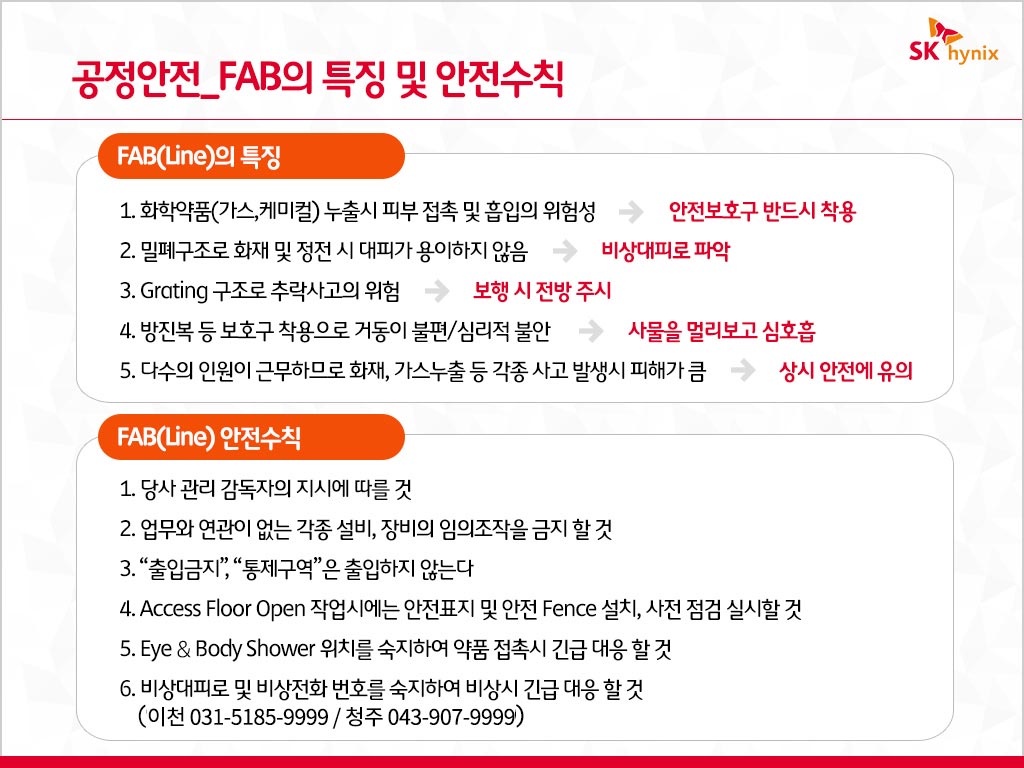 SK hynix
공정안전_FAB의 특징 및 안전수칙
FAB(Line)의 특징
1. 화학약품(가스,케미컬) 누출시 피부 접촉 및 흡입의 위험성 → 안전보호구 반드시 착용
2. 밀폐구조로 화재 및 정전 시 대피가 용이하지 않음 → 비상대피로 파악
3. Grating 구조로 추락사고의 위험 → 보행 시 전방 주시
4. 방진복 등 보호구 착용으로 거동이 불편/심리적 불안 → 사물을 멀리보고 심호흡
5. 다수의 인원이 근무하므로 화재, 가스누출 등 각종 사고 발생시 피해가 큼 → 상시 안전에 유의
FAB(Line) 안전수칙
1. 당사 관리 감독자의 지시에 따를 것
2. 업무와 연관이 없는 각종 설비, 장비의 임의조작을 금지 할 것
3. “출입금지”, “통제구역”은 출입하지 않는다
4. Access Floor Open 작업시에는 안전표지 및 안전 Fence 설치, 사전 점검 실시할 것
5. Eye & Body Shower 위치를 숙지하여 약품 접촉시 긴급 대응 할 것
6. 비상대피로 및 비상전화 번호를 숙지하여 비상시 긴급 대응 할 것
(이천 031-5185-9999 / 청주 043-907-9999)